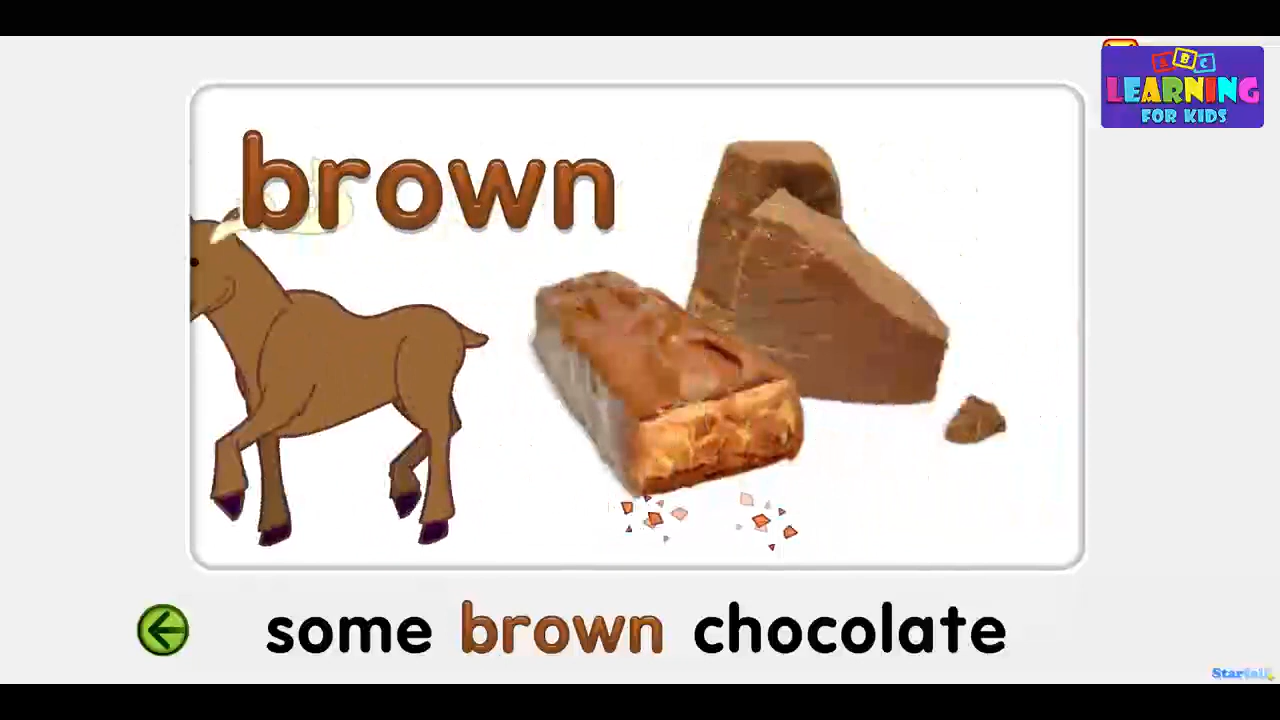 ABC
LEARNING
FOR KIDS
brown
some brown chocolate
Starfall